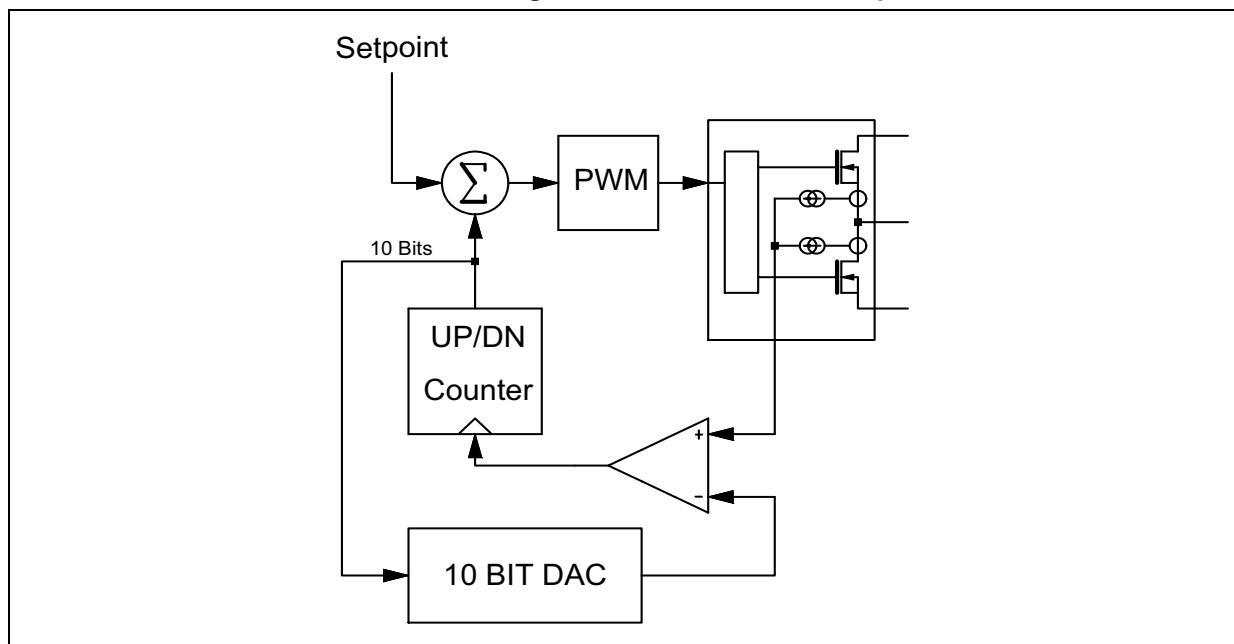 Setpoint
Σ
PWM
10 Bits
UP/DN
Counter
+
-
10 BIT DAC